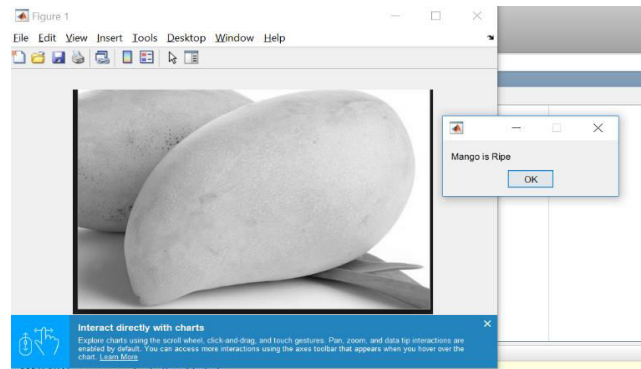 Figure 1
File Edit View Insert Tools Desktop Window Help
Mango is Ripe
OK
Interact directly with charts
Explore charts using the scroll wheel, click-and-drag, and touch gestures. Pan, zoom, and data tip interactions are
enabled by default. You can access more interactions using the axes toolbar that appears when you hover over the
chart. Learn More